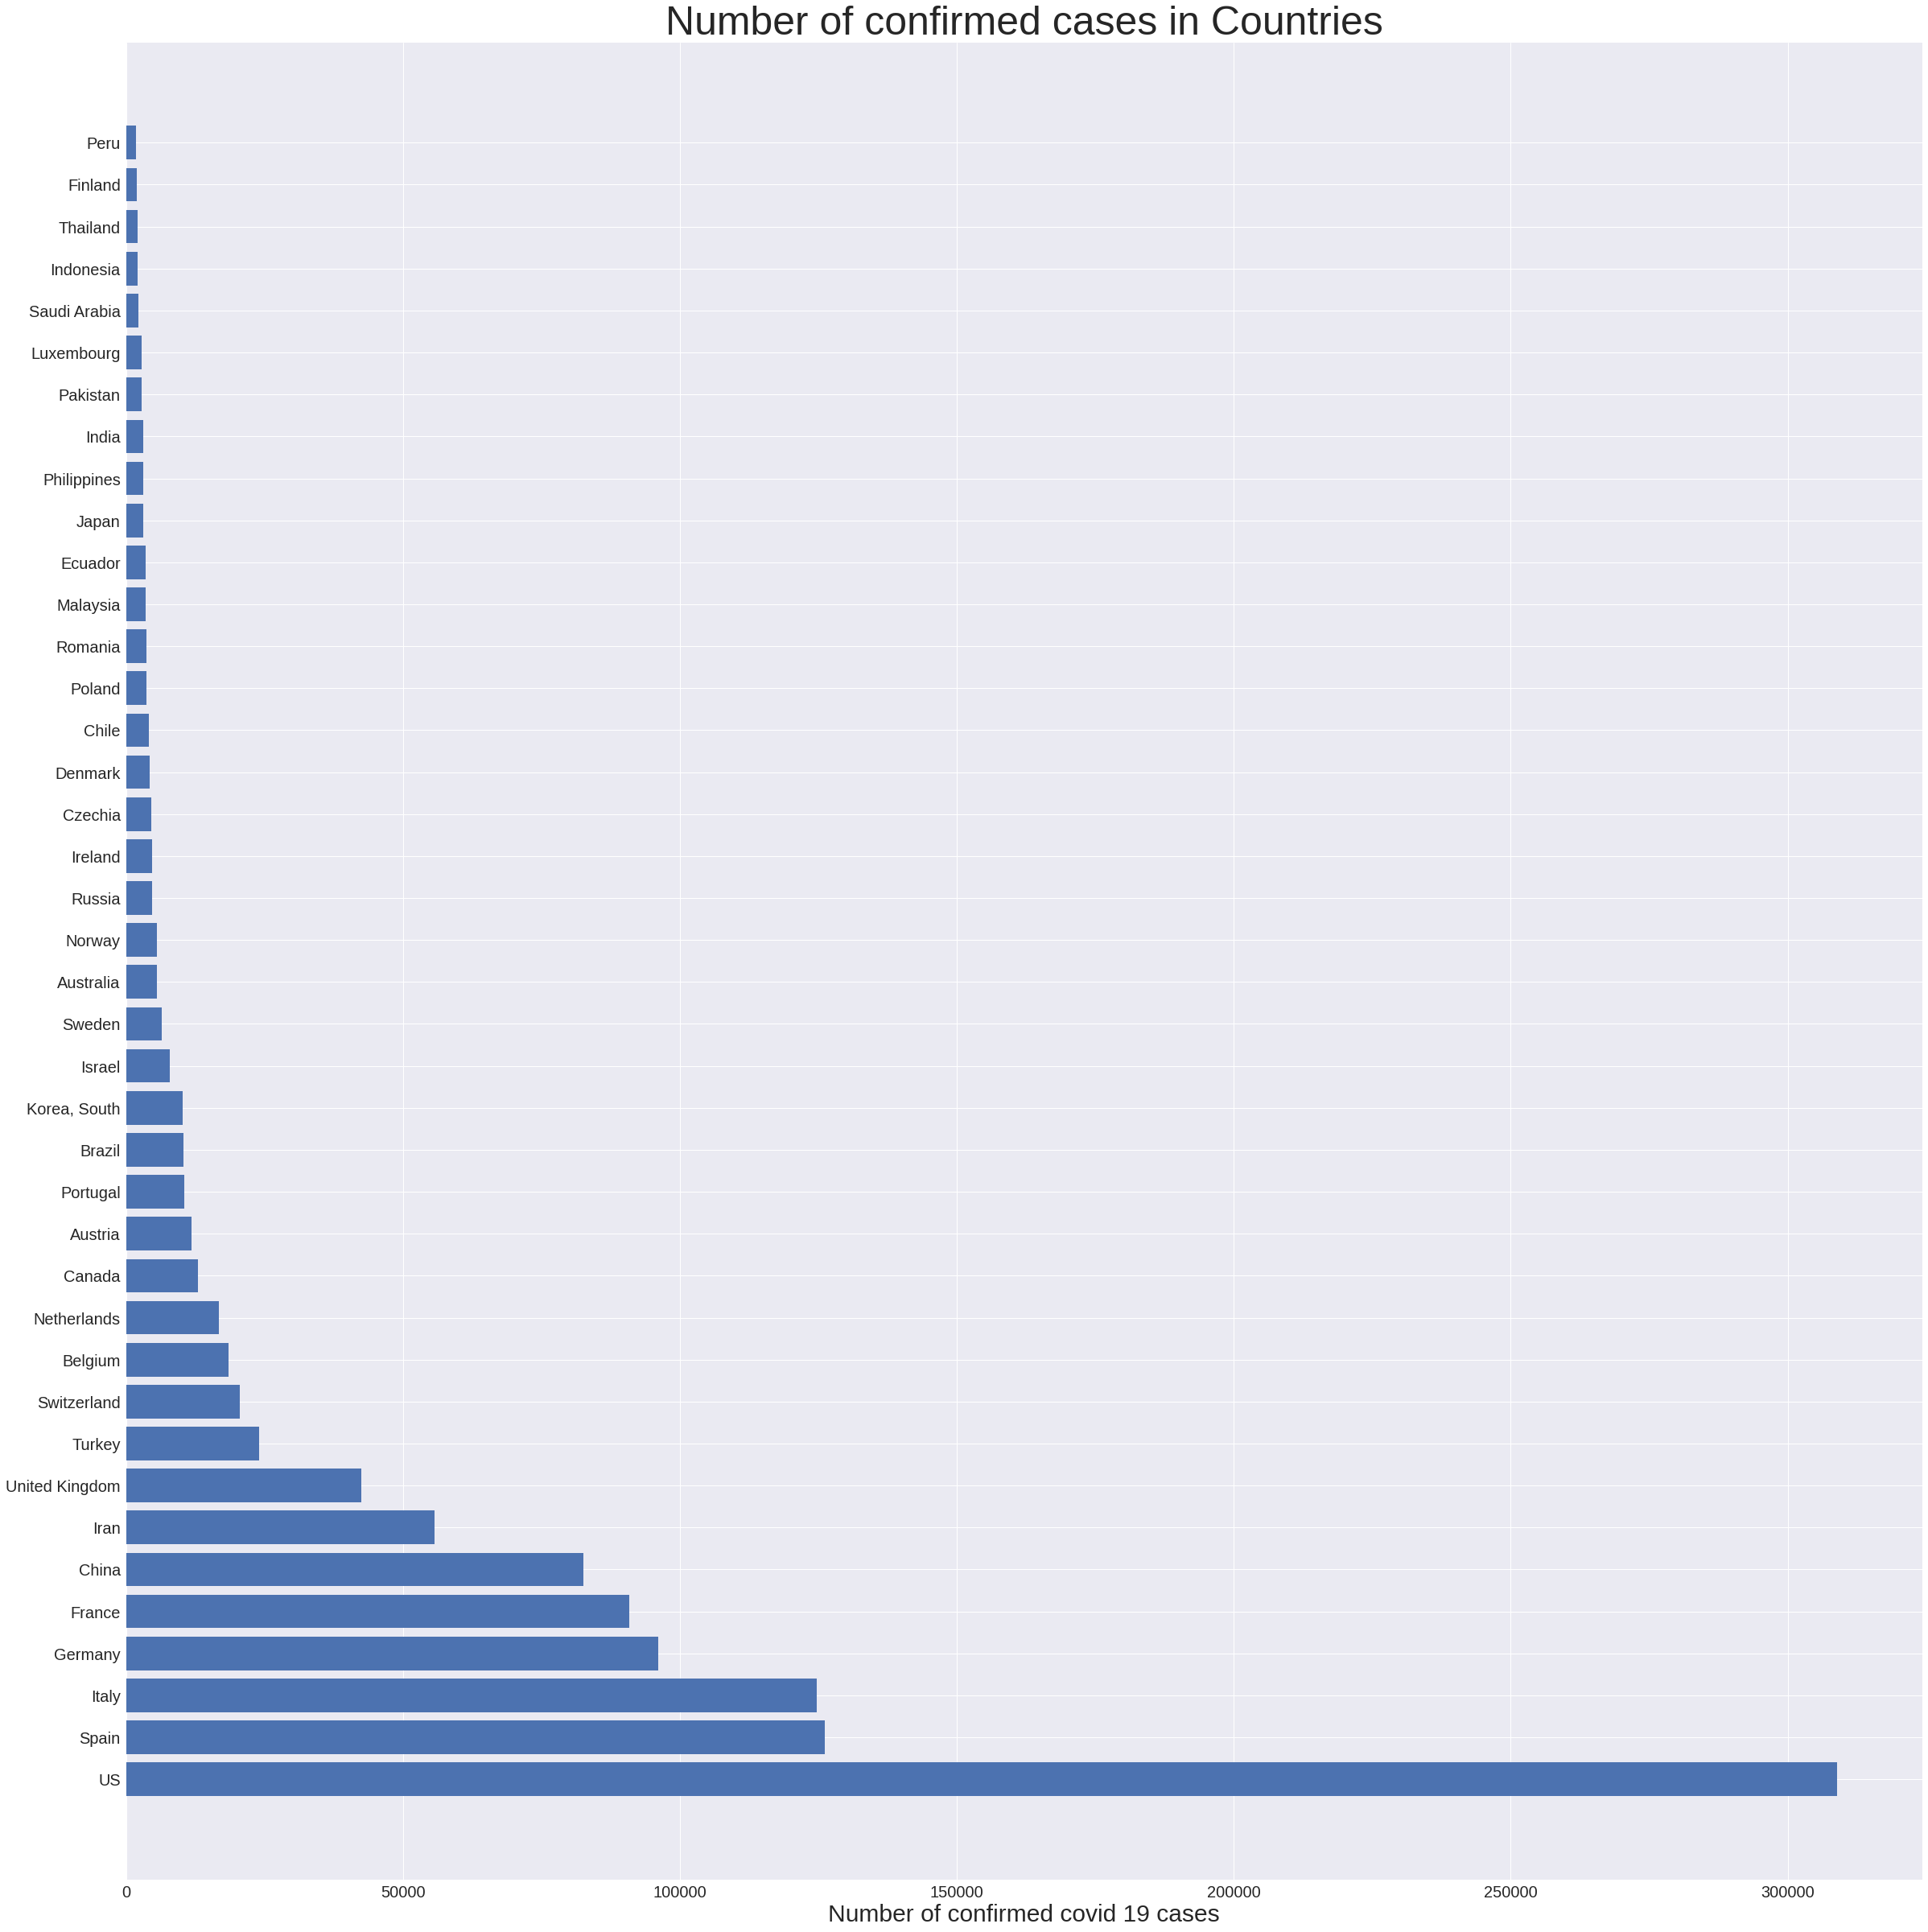 Number of confirmed cases in Countries
Peru
Finland
Thailand
Indonesia
Saudi Arabia
Luxembourg
Pakistan
India
Philippines
Japan
Ecuador
Malaysia
Romania
Poland
Chile
Denmark
Czechia
Ireland
Russia
Norway
Australia
Sweden
Israel
Korea, South
Brazil
Portugal
Austria
Canada
Netherlands
Belgium
Switzerland
Turkey
United Kingdom
Iran
China
France
Germany
Italy
Spain
US
0 50000 100000 150000 200000 250000 300000
Number of confirmed covid 19 cases